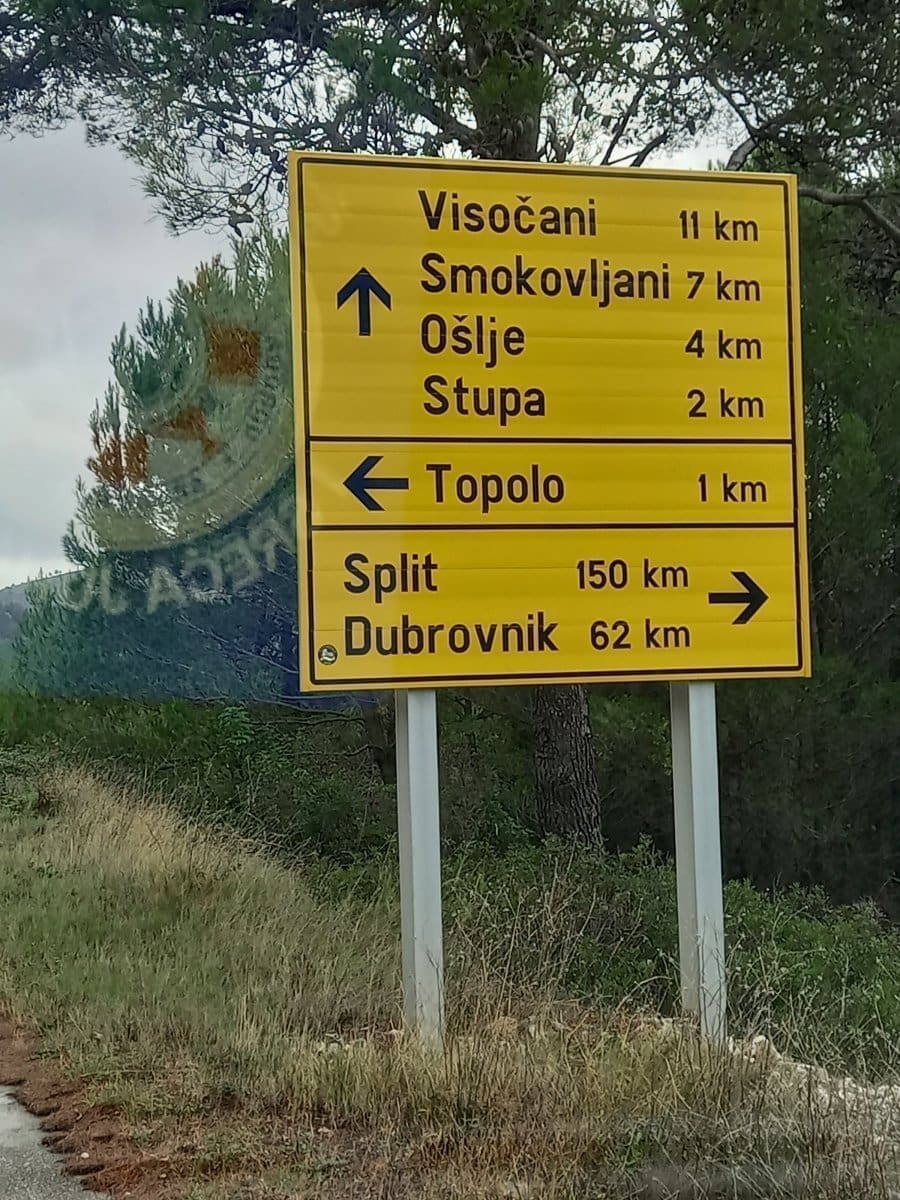 Visočani 11 km
Smokovljani 7 km
Ošlje 4 km
Stupa 2 km
Topolo 1 km
Split 150 km
Dubrovnik 62 km